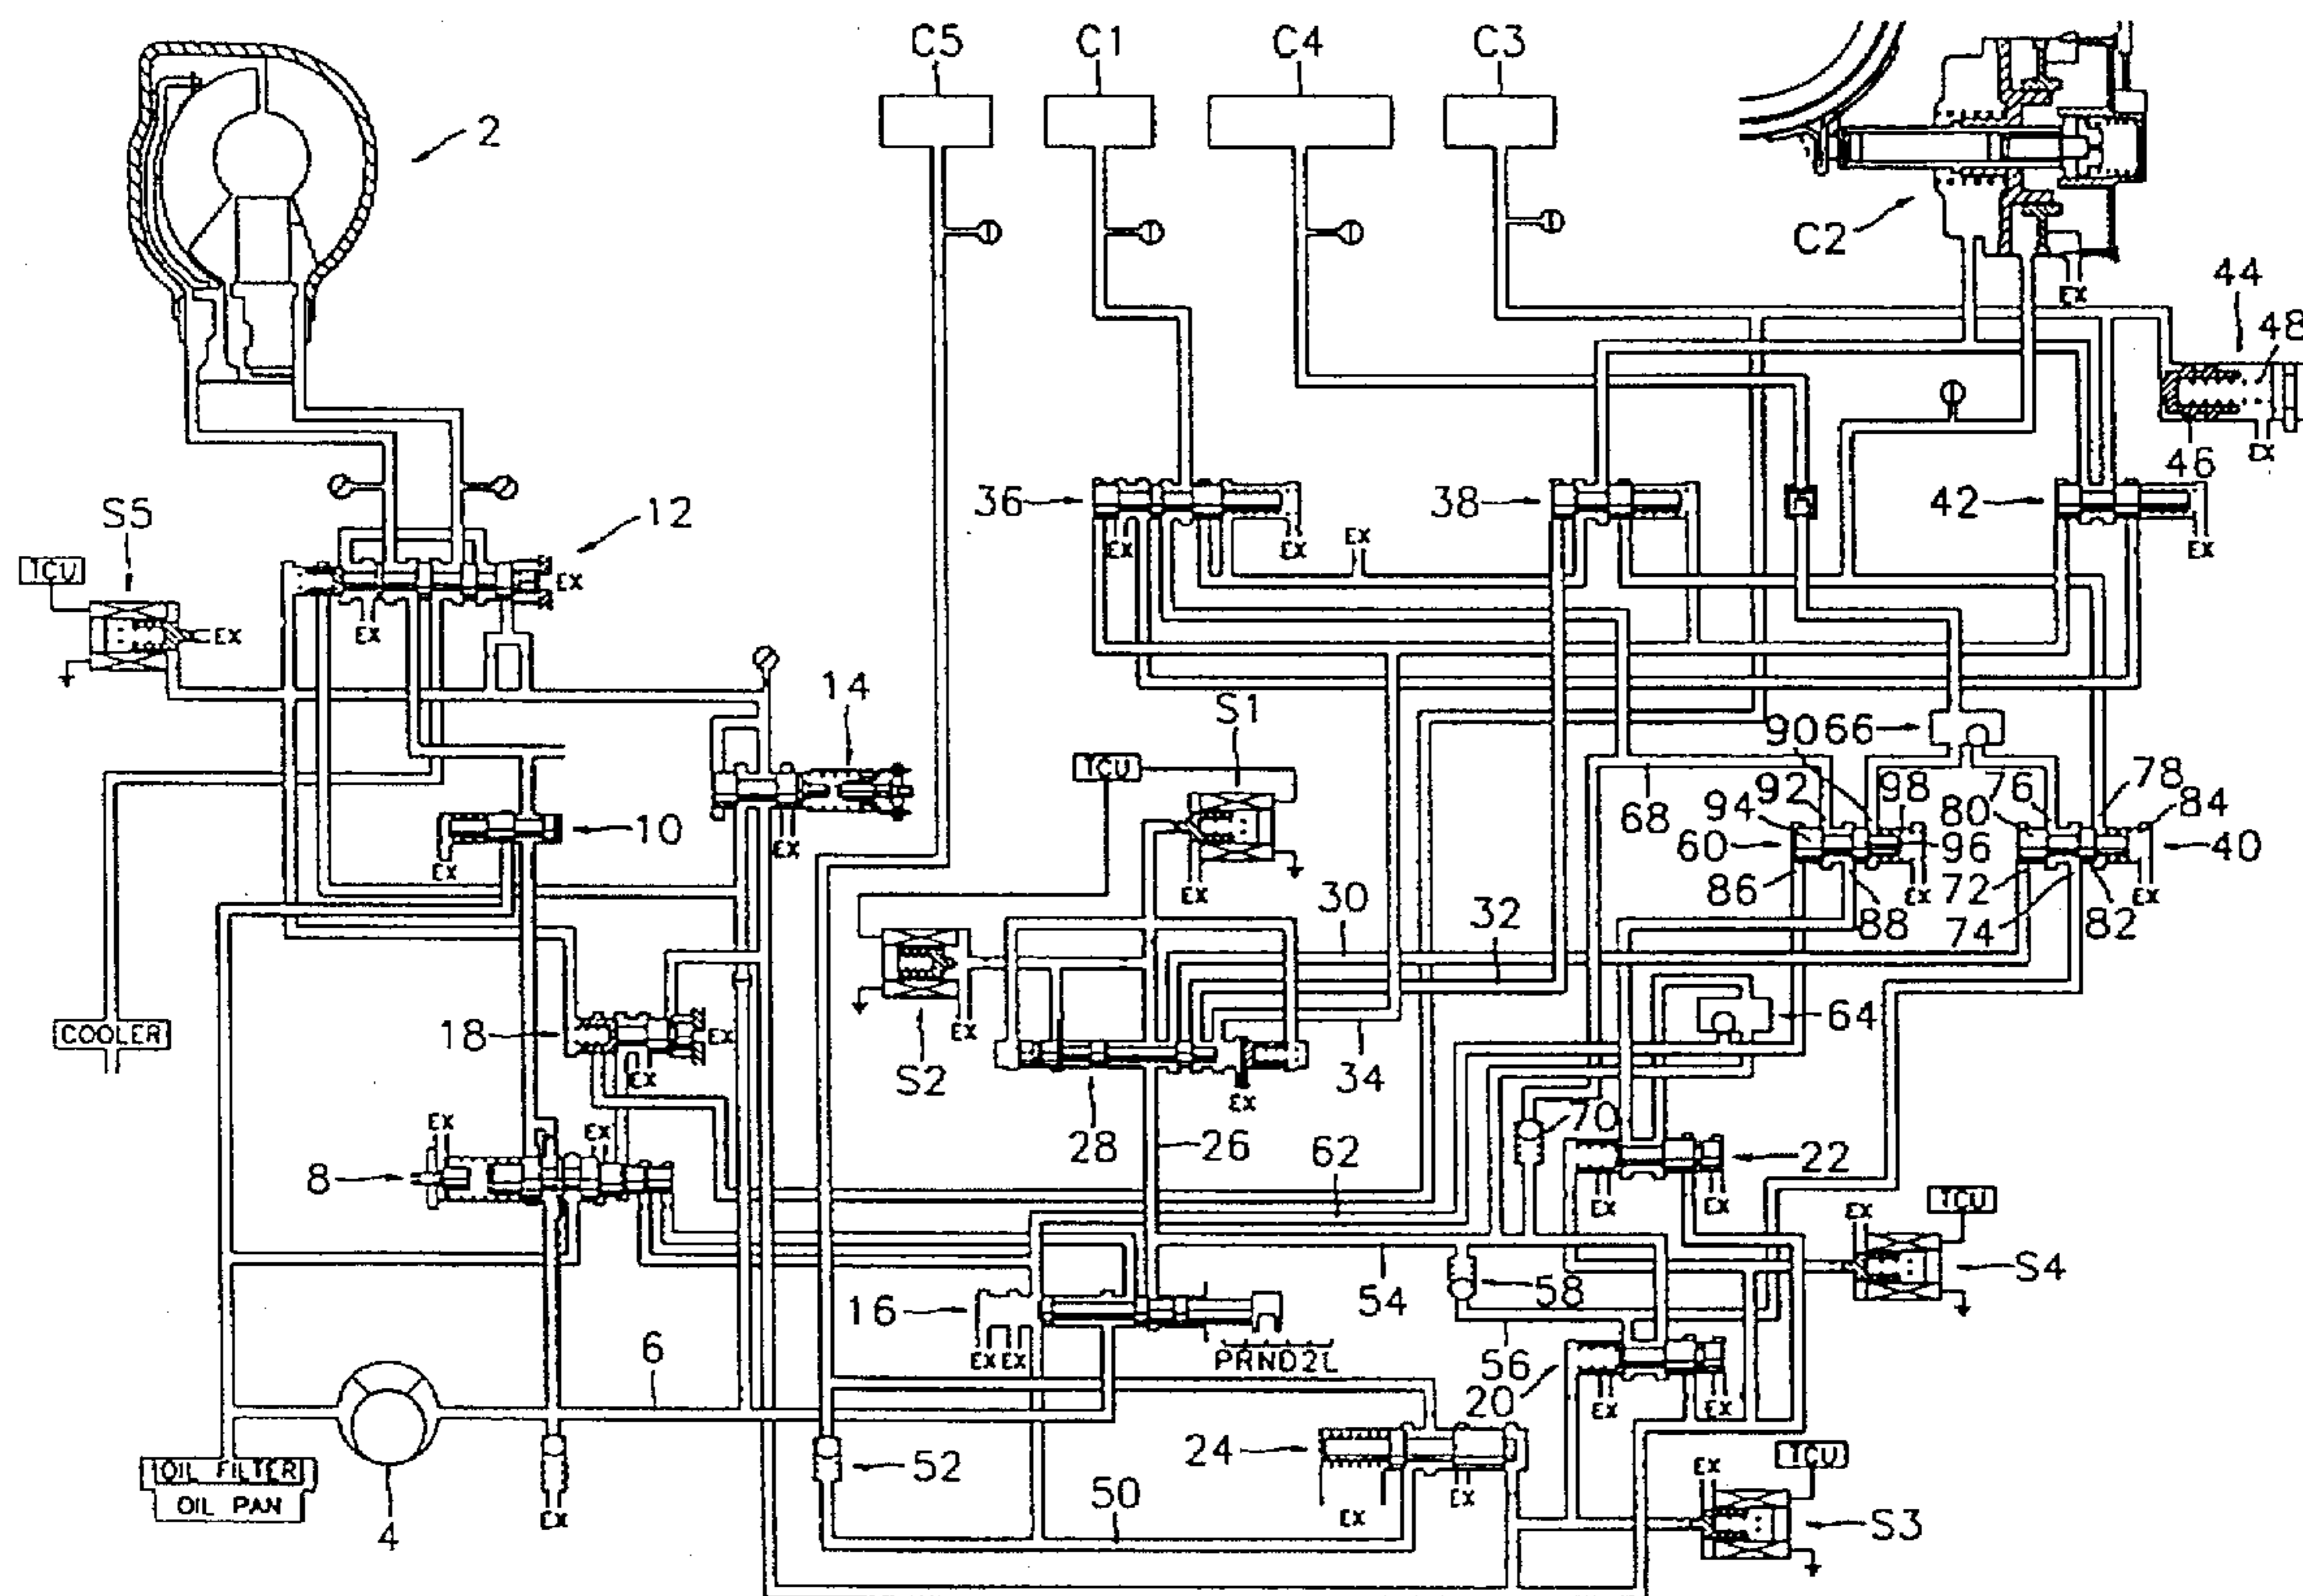 C5 C1 C4 C3
2
C2
EX
44
48
46 EX
S5
12
36 38 42
TCU
EX EX EX EX
EX
EX
EX
14 S1
TCU
9066
10
68 94 92 98 80 76 78 84
EX
EX
60 96 40
EX
86 88 EX 72 74 82 EX
30 32
COOLER
18 EX
EX
S2 EX
64
34
EX
28 26 62
70
22
EX EX
8
EX EX
TCU
EX
S4
16
54 58
EX EX
PRND2L
56
20
EX EX
6
24
EX
EX
TCU
EX
S3
OIL FILTER
OIL PAN
4
EX
52
50